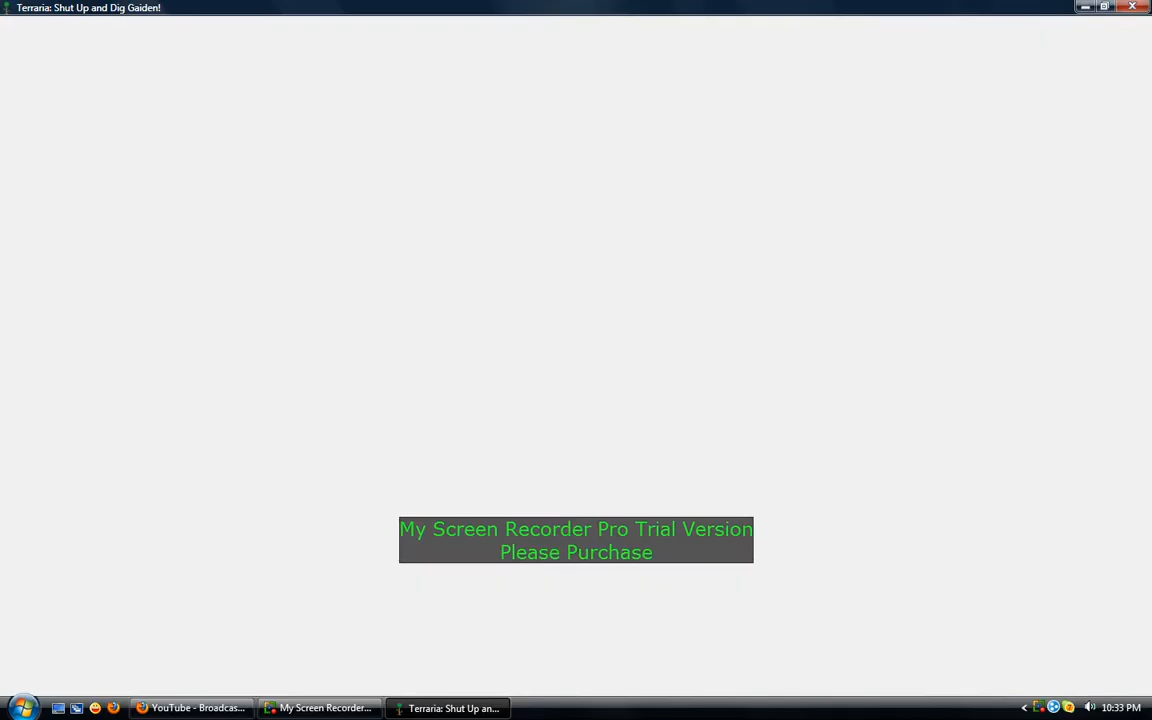 Terraria: Shut Up and Dig Gaiden!
My Screen Recorder Pro Trial Version
Please Purchase
YouTube - Broadcas...
My Screen Recorder...
Terraria: Shut Up an...
10:33 PM